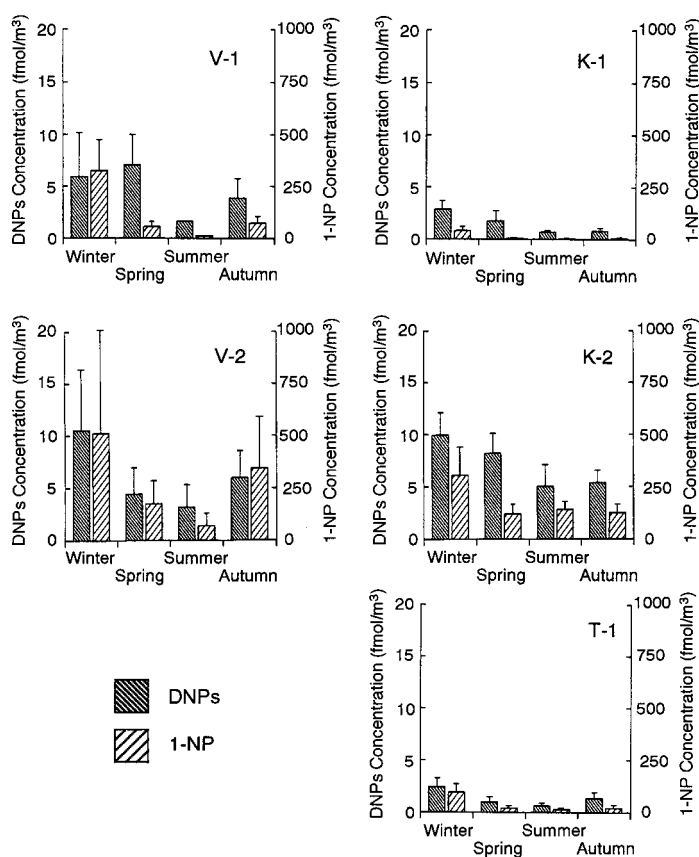 V-1
DNPs Concentration (fmol/m³)
20
15
10
5
0
1000
750
500
250
0
1-NP Concentration (fmol/m³)
Winter Summer
Spring Autumn
K-1
DNPs Concentration (fmol/m³)
20
15
10
5
0
1000
750
500
250
0
1-NP Concentration (fmol/m³)
Winter Summer
Spring Autumn
V-2
DNPs Concentration (fmol/m³)
20
15
10
5
0
1000
750
500
250
0
1-NP Concentration (fmol/m³)
Winter Summer
Spring Autumn
K-2
DNPs Concentration (fmol/m³)
20
15
10
5
0
1000
750
500
250
0
1-NP Concentration (fmol/m³)
Winter Summer
Spring Autumn
T-1
DNPs Concentration (fmol/m³)
20
15
10
5
0
1000
750
500
250
0
1-NP Concentration (fmol/m³)
Winter Summer
Spring Autumn
DNPs
1-NP